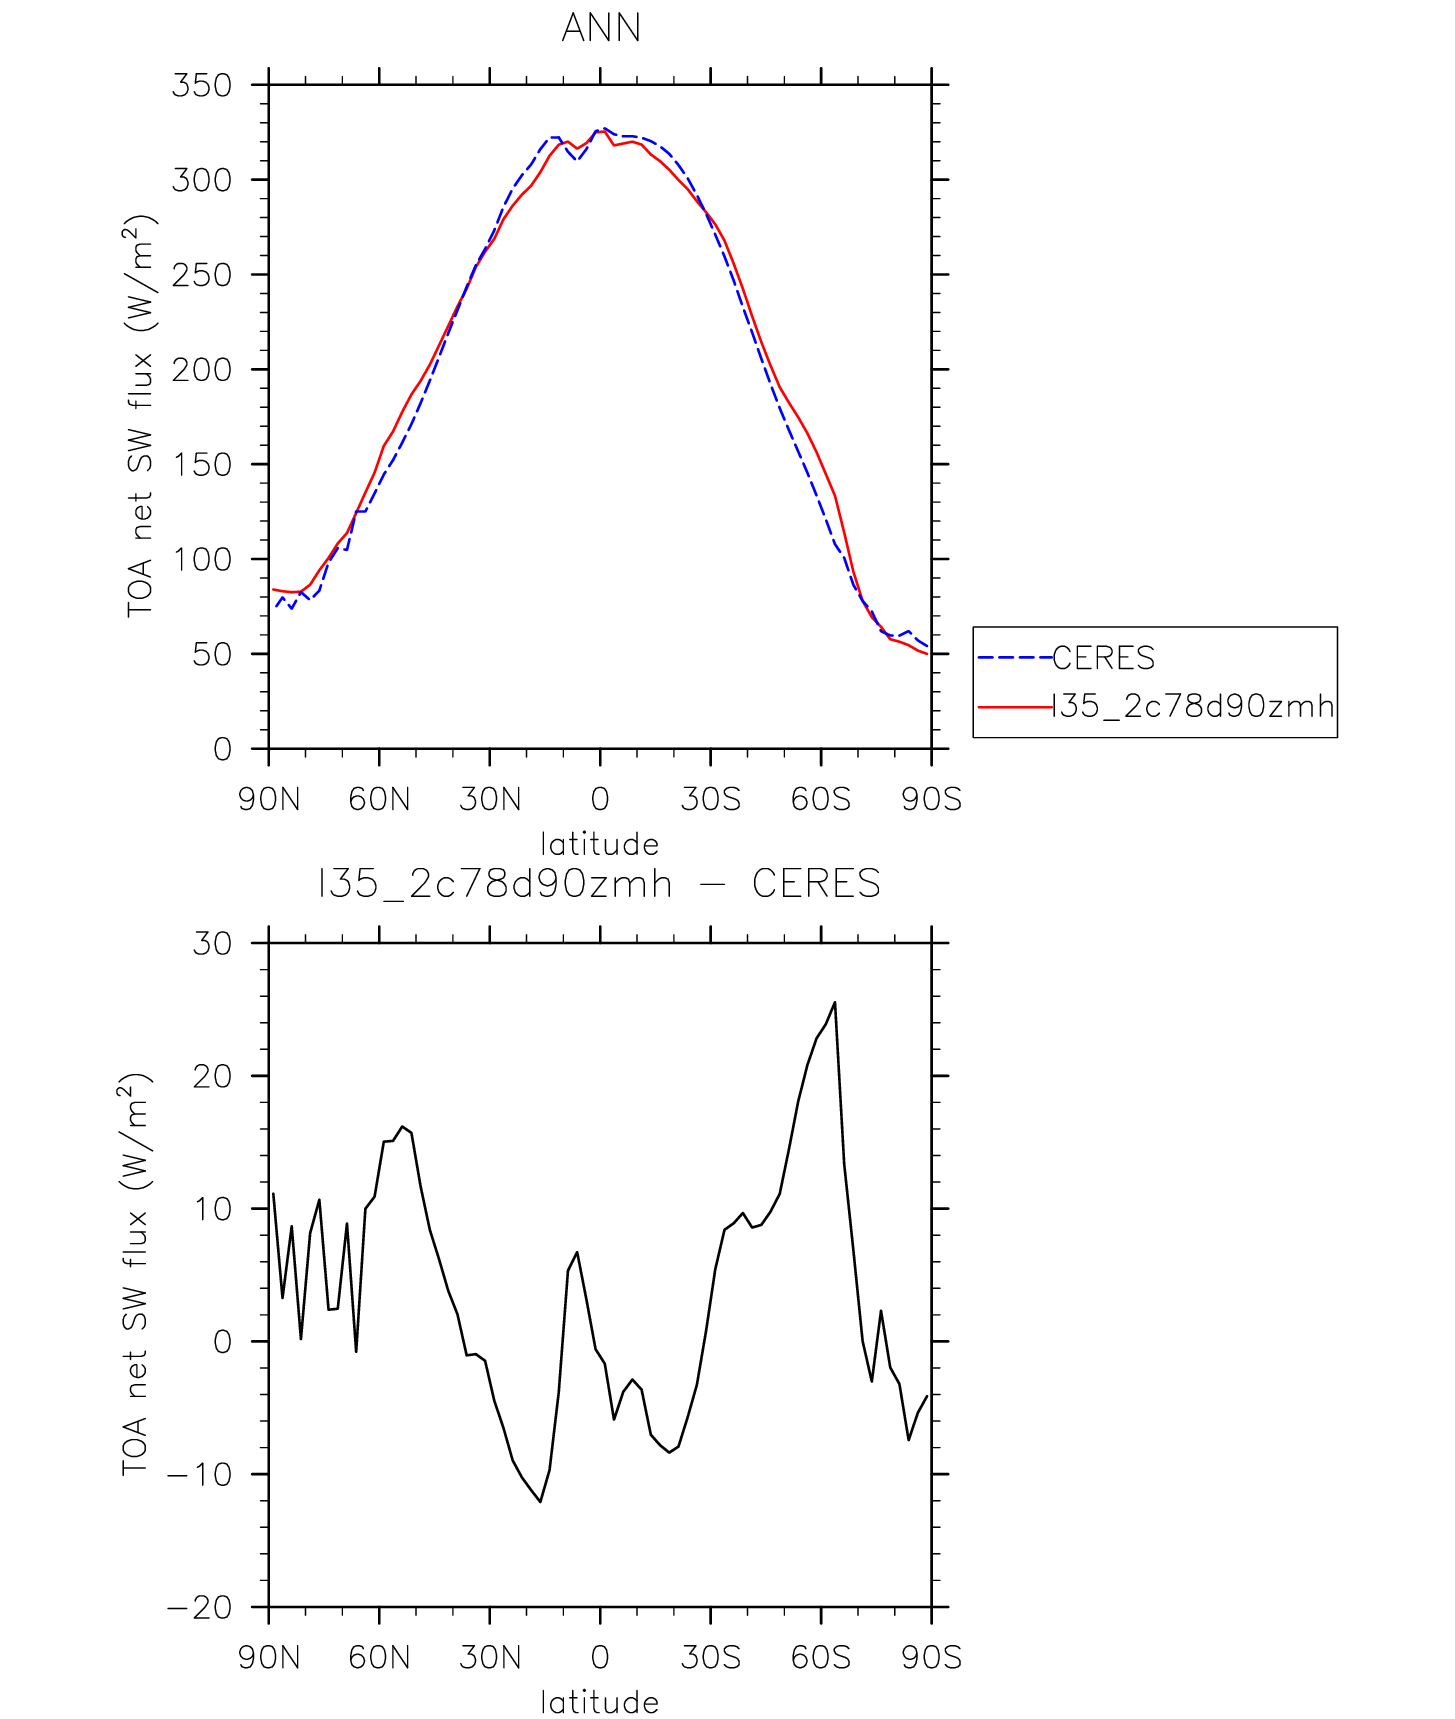 ANN
350
300
250
200
150
100
50
0
TOA net SW flux (W/m²)
90N 60N 30N 0 30S 60S 90S
latitude
CERES
I35_2c78d90zmh
I35_2c78d90zmh − CERES
30
20
10
0
−10
−20
TOA net SW flux (W/m²)
90N 60N 30N 0 30S 60S 90S
latitude